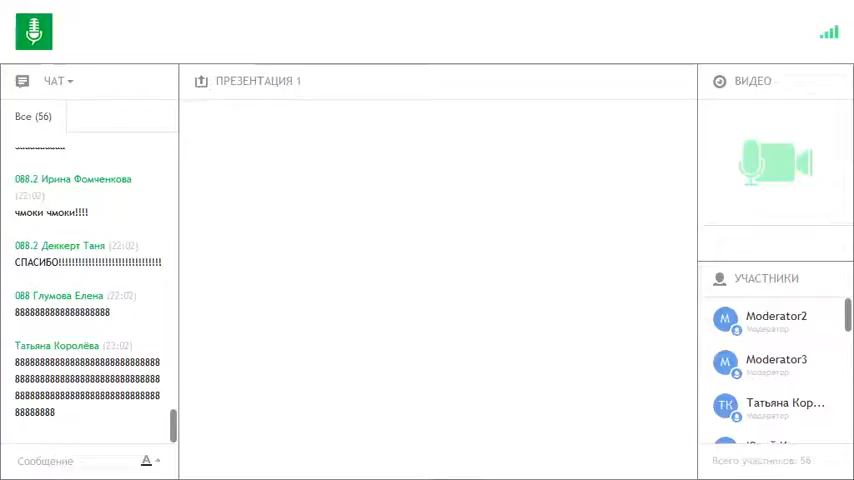 ЧАТ
ПРЕЗЕНТАЦИЯ 1
ВИДЕО
Все (56)
088.2 Ирина Фомченкова
(22:02)
чмоки чмоки!!!!
088.2 Деккерт Таня (22:02)
СПАСИБО!!!!!!!!!!!!!!!!!!!!!!!!!!!!!!!
088 Глумова Елена (22:02)
8888888888888888888
Татьяна Королёва (22:02)
88888888888888888888888888888
88888888888888888888888888888
88888888888888888888888888888
88888888
Сообщение
A
УЧАСТНИКИ
M Moderator2
Модератор
M Moderator3
Модератор
ТК Татьяна Кор...
Модератор
Всего участников: 56